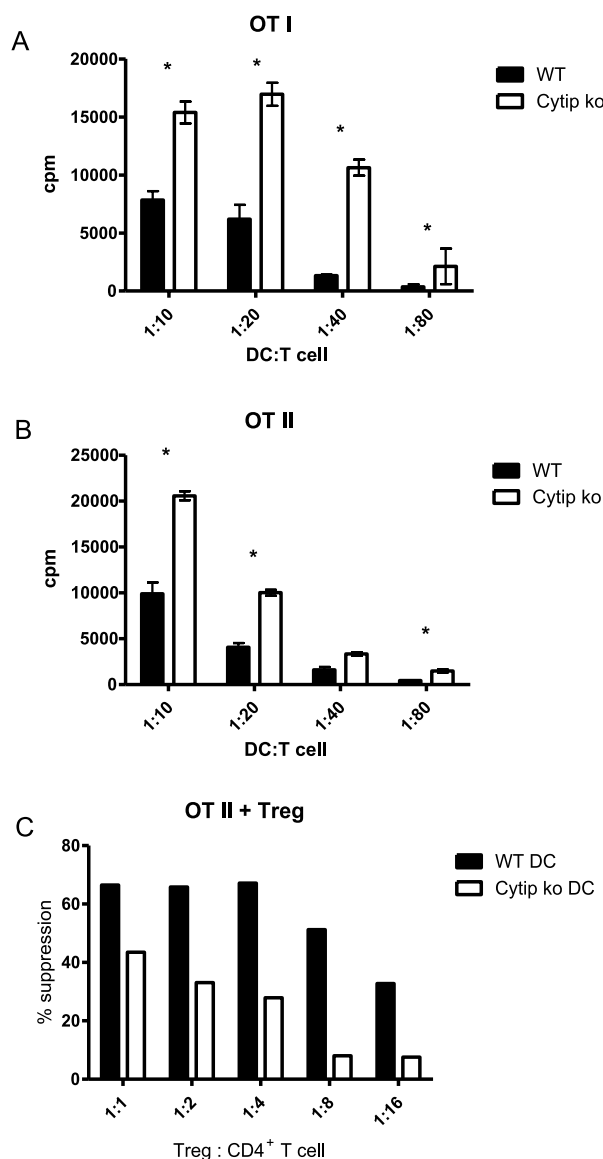 A
OT I
*
*
*
*
WT
Cytip ko
20000
15000
10000
5000
0
cpm
1:10
1:20
1:40
1:80
DC:T cell
B
OT II
*
*
*
WT
Cytip ko
25000
20000
15000
10000
5000
0
cpm
1:10
1:20
1:40
1:80
DC:T cell
C
OT II + Treg
WT DC
Cytip ko DC
80
60
40
20
0
% suppression
1:1
1:2
1:4
1:8
1:16
Treg : CD4⁺ T cell